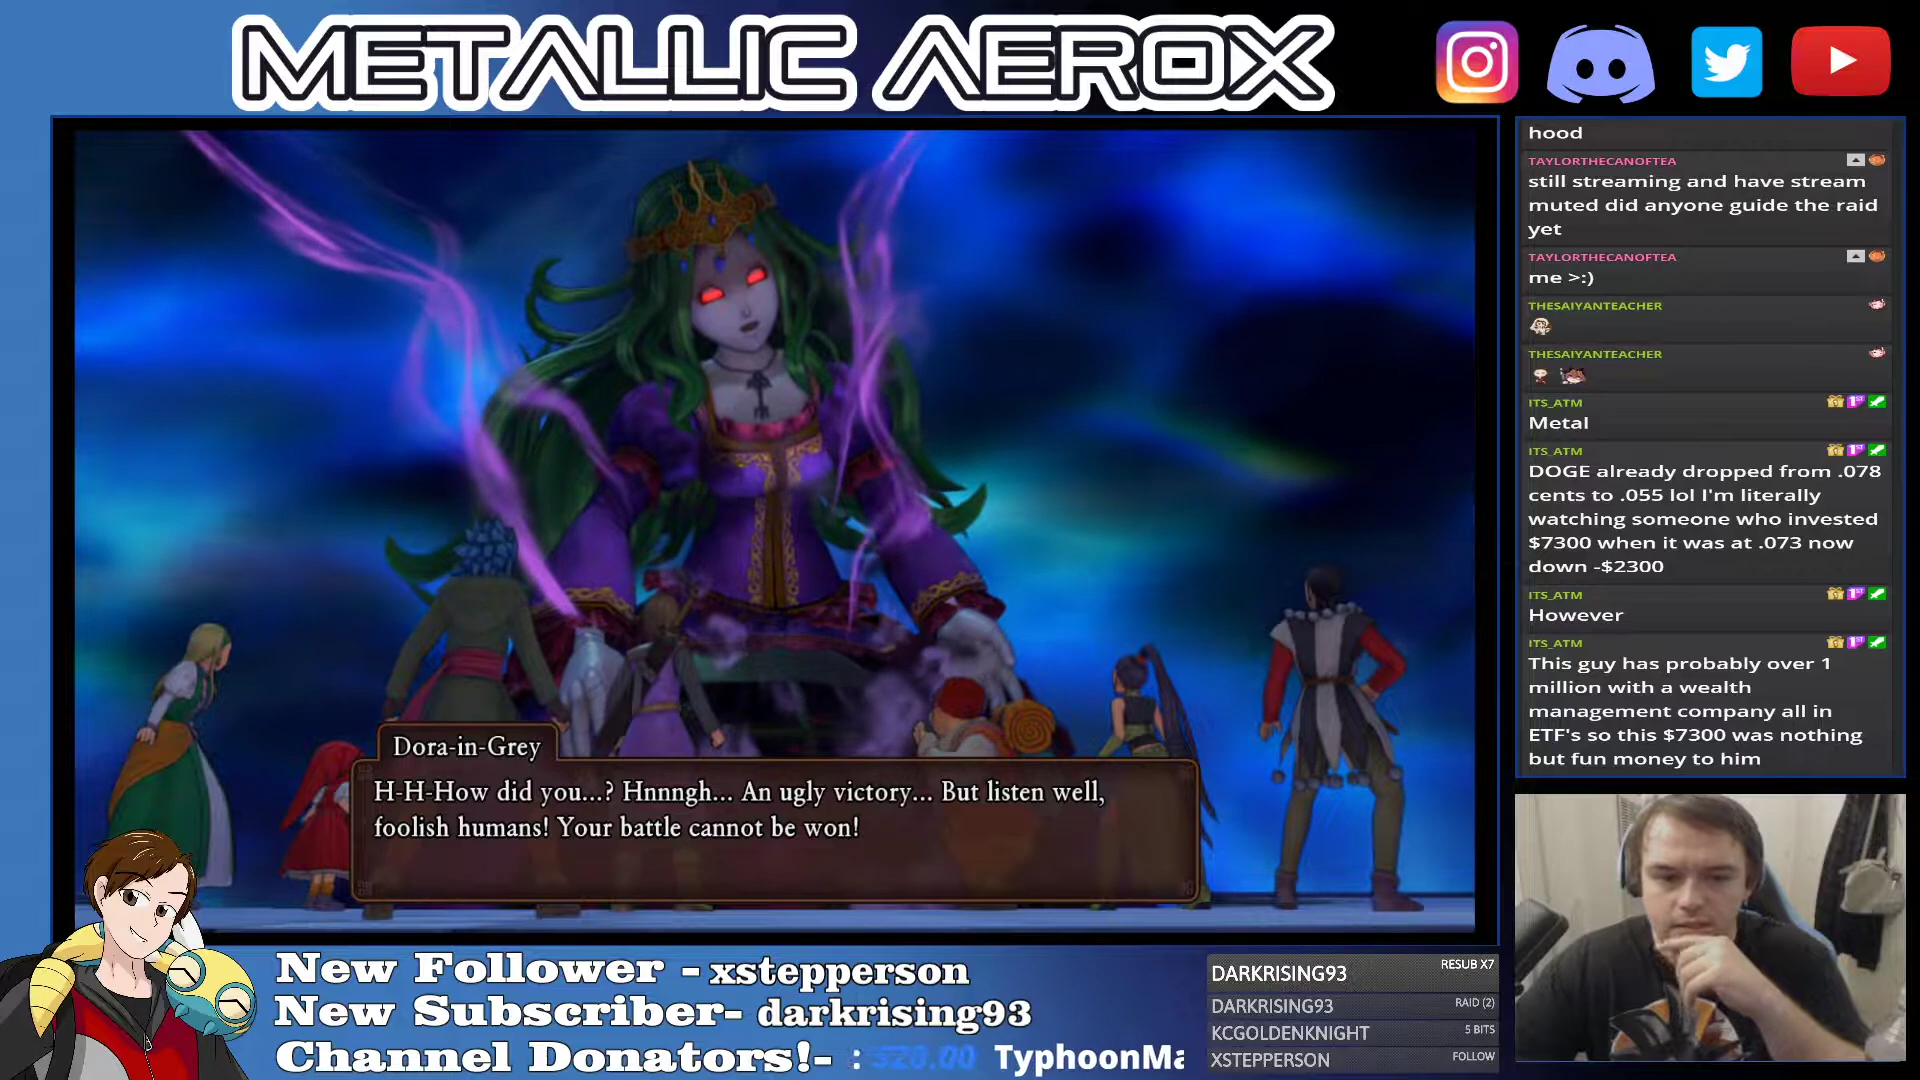 METALLIC AEROX
hood
TAYLORTHECANOFTEA
still streaming and have stream
muted did anyone guide the raid
yet
TAYLORTHECANOFTEA
me >:)
THESAIYANTEACHER
THESAIYANTEACHER
ITS_ATM
Metal
ITS_ATM
DOGE already dropped from .078
cents to .055 lol I'm literally
watching someone who invested
$7300 when it was at .073 now
down -$2300
ITS_ATM
However
ITS_ATM
This guy has probably over 1
million with a wealth
management company all in
ETF's so this $7300 was nothing
but fun money to him
Dora-in-Grey
H-H-How did you...? Hnnngh... An ugly victory... But listen well,
foolish humans! Your battle cannot be won!
New Follower - xstepperson
New Subscriber- darkrising93
Channel Donators!- : $20.00 TyphoonMa
DARKRISING93 RESUB X7
DARKRISING93 RAID (2)
KCGOLDENKNIGHT 5 BITS
XSTEPPERSON FOLLOW